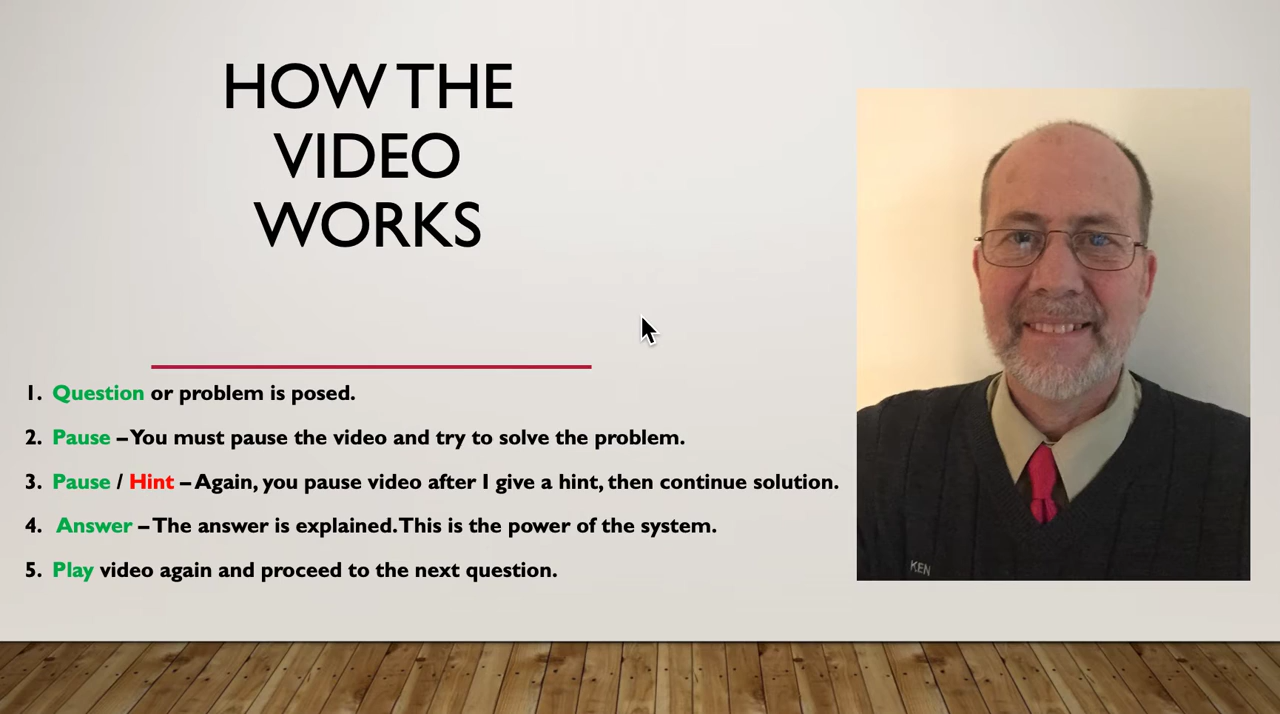 HOW THE
VIDEO
WORKS
1. Question or problem is posed.
2. Pause – You must pause the video and try to solve the problem.
3. Pause / Hint – Again, you pause video after I give a hint, then continue solution.
4. Answer – The answer is explained. This is the power of the system.
5. Play video again and proceed to the next question.
KEN